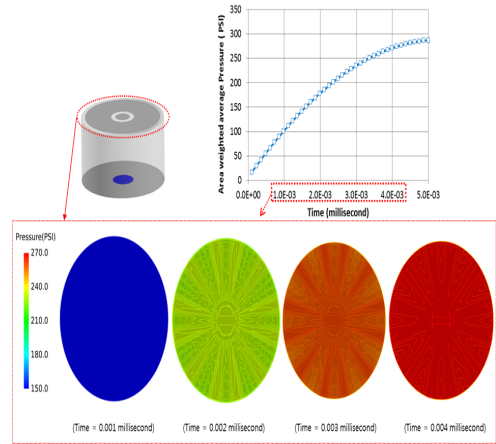 Area weighted average Pressure ( PSI)
350
300
250
200
150
100
50
0
0.0E+00 1.0E-03 2.0E-03 3.0E-03 4.0E-03 5.0E-03
Time (millisecond)
Pressure(PSI)
270.0
240.0
210.0
180.0
150.0
(Time = 0.001 millisecond) (Time = 0.002 millisecond) (Time = 0.003 millisecond) (Time = 0.004 millisecond)